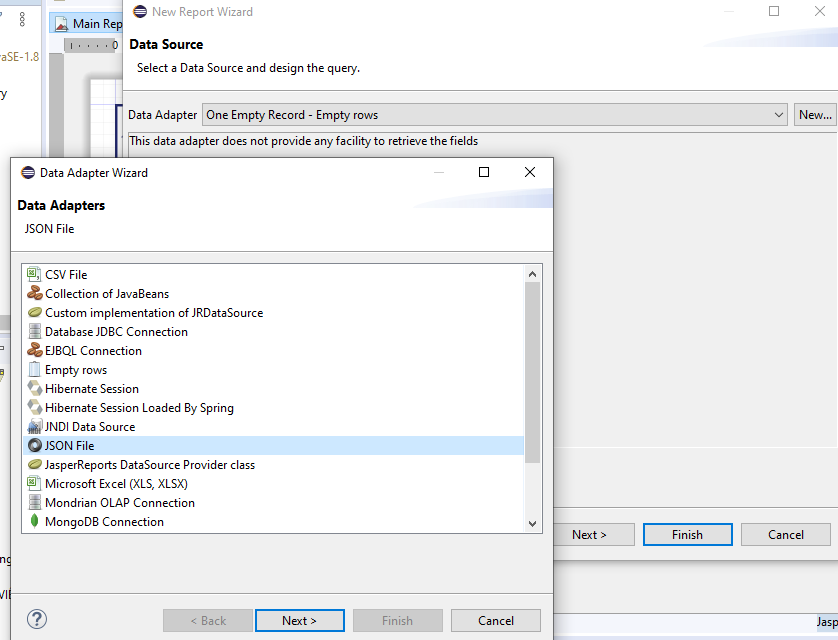 New Report Wizard
Main Rep
0
Data Source
Select a Data Source and design the query.
aSE-1.8
ry
Data Adapter
One Empty Record - Empty rows
New...
This data adapter does not provide any facility to retrieve the fields
Data Adapter Wizard
Data Adapters
JSON File
CSV File
Collection of JavaBeans
Custom implementation of JRDataSource
Database JDBC Connection
EJBQL Connection
Empty rows
Hibernate Session
Hibernate Session Loaded By Spring
JNDI Data Source
JSON File
JasperReports DataSource Provider class
Microsoft Excel (XLS, XLSX)
Mondrian OLAP Connection
MongoDB Connection
Next >
Finish
Cancel
ng
VIE
?
< Back
Next >
Finish
Cancel
Jasp